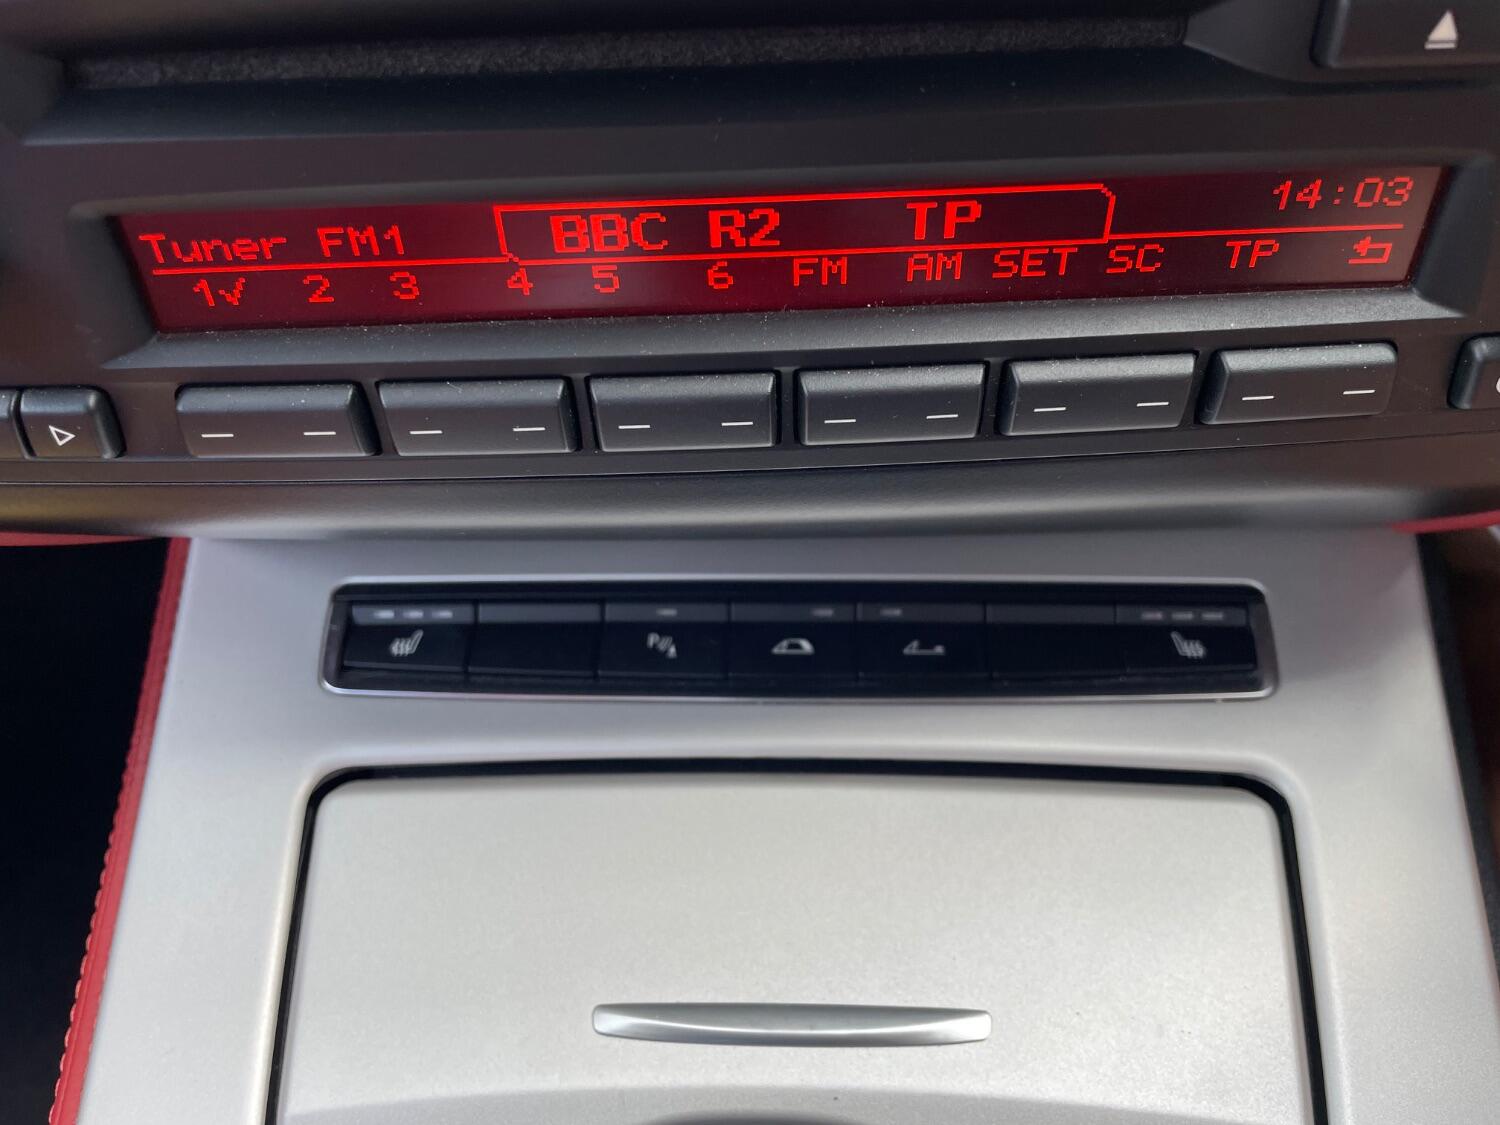 Tuner FM1 BBC R2 TP 14:03
1✓ 2 3 4 5 6 FM AM SET SC TP
P